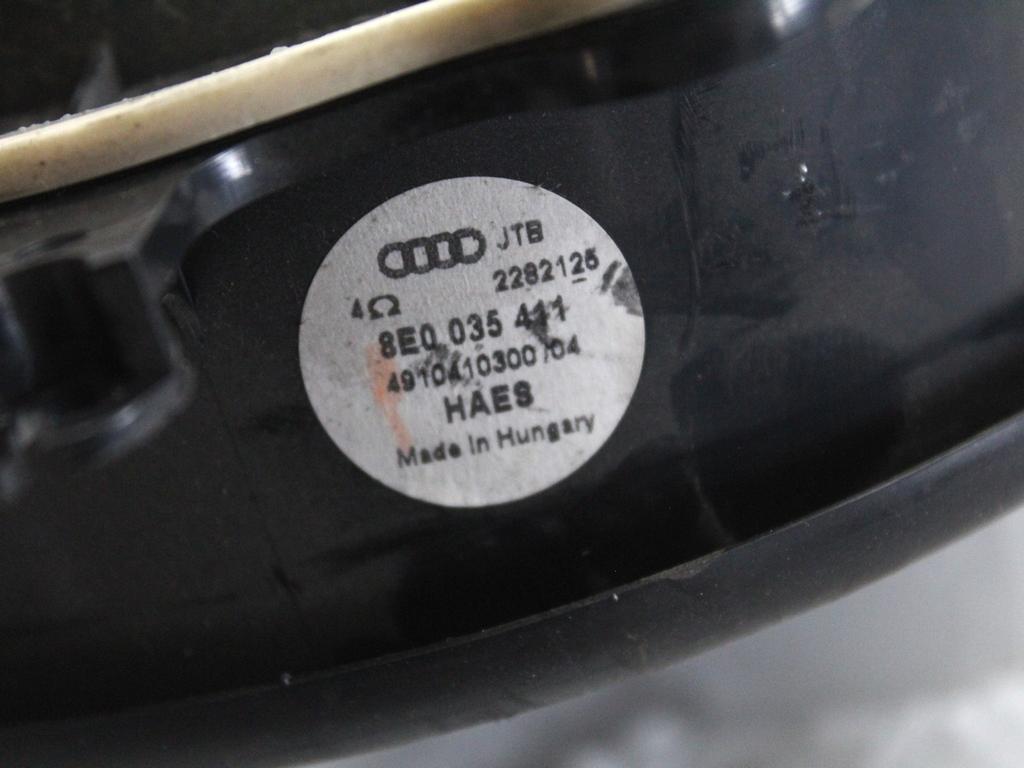 JTB
2282125
4Ω
8E0 035 411
4910410300/04
HAES
Made In Hungary